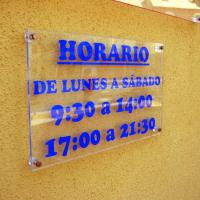 HORARIO
DE LUNES A SÁBADO
9:30 a 14:00
17:00 a 21:30